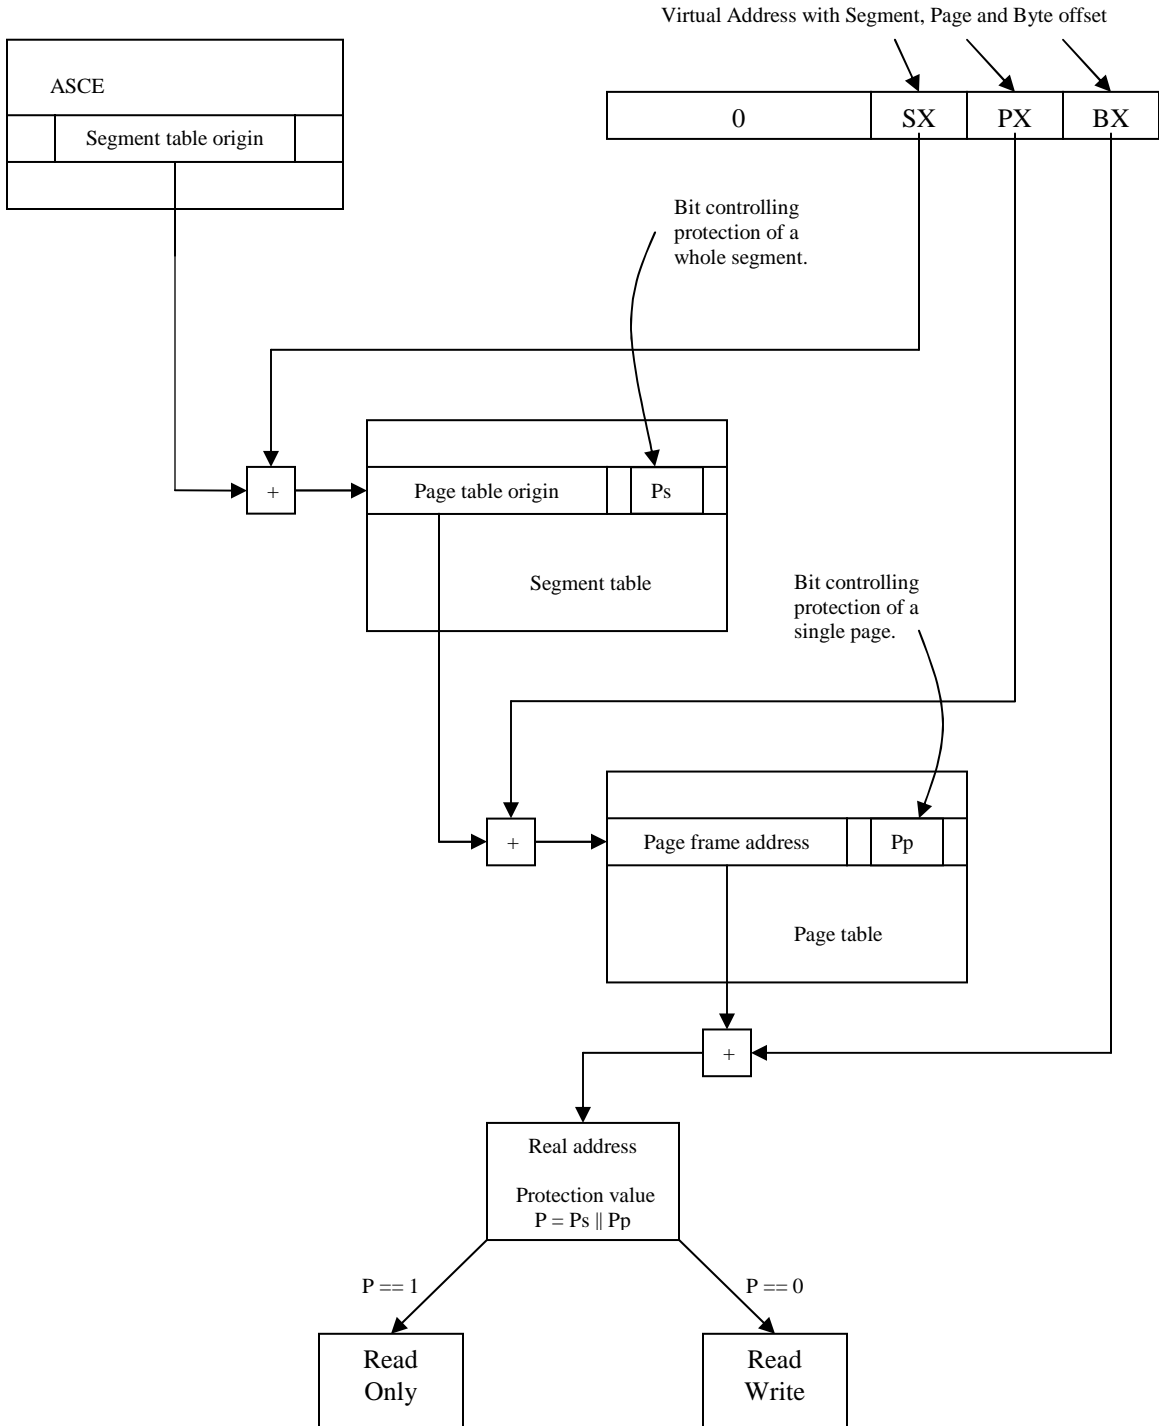 Virtual Address with Segment, Page and Byte offset
ASCE
Segment table origin
0
SX
PX
BX
Bit controlling
protection of a
whole segment.
+
Page table origin
Ps
Segment table
Bit controlling
protection of a
single page.
+
Page frame address
Pp
Page table
+
Real address
Protection value
P = Ps || Pp
P == 1
P == 0
Read
Only
Read
Write